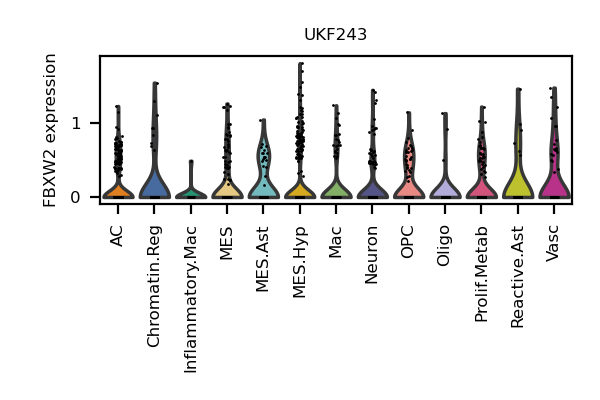 UKF243
FBXW2 expression
1
0
AC
Chromatin.Reg
Inflammatory.Mac
MES
MES.Ast
MES.Hyp
Mac
Neuron
OPC
Oligo
Prolif.Metab
Reactive.Ast
Vasc